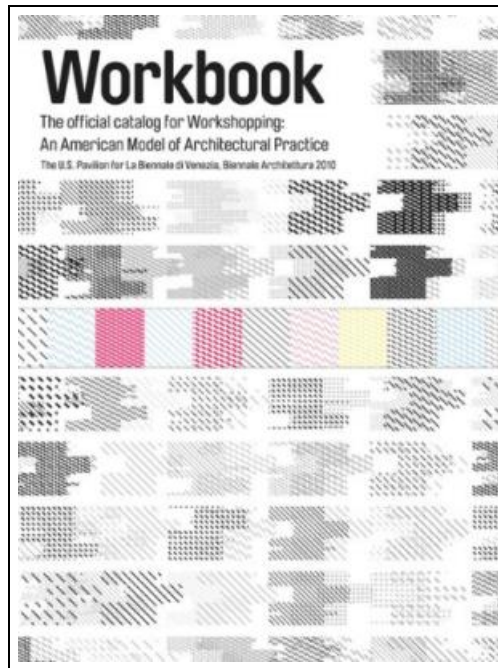 Workbook
The official catalog for Workshopping:
An American Model of Architectural Practice
The U.S. Pavilion for La Biennale di Venezia, Biennale Architettura 2010